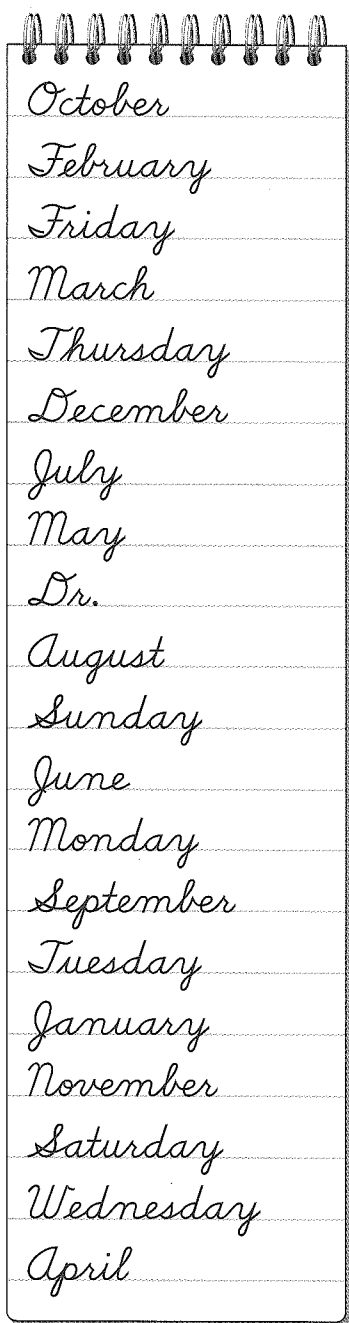 October
February
Friday
March
Thursday
December
July
May
Dr.
August
Sunday
June
Monday
September
Tuesday
January
November
Saturday
Wednesday
April